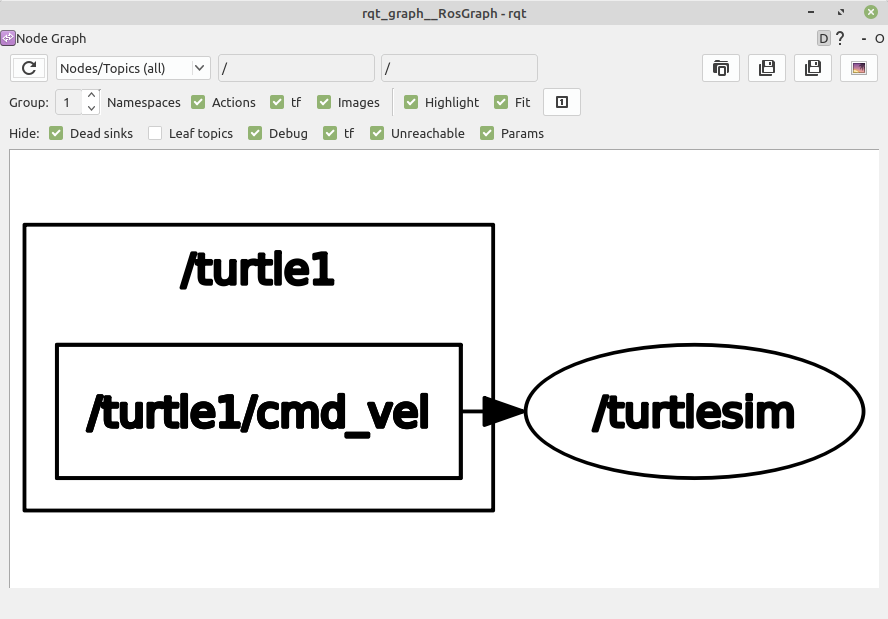 rqt_graph__RosGraph - rqt
Node Graph
D ? - O
Nodes/Topics (all) / /
Group: 1 Namespaces Actions tf Images Highlight Fit 1
Hide: Dead sinks Leaf topics Debug tf Unreachable Params
/turtle1
/turtle1/cmd_vel
/turtlesim